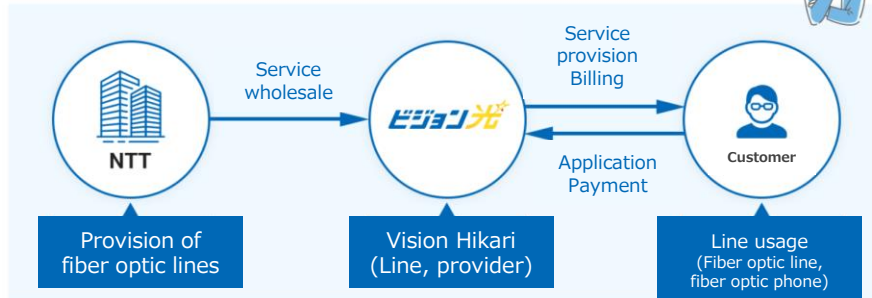 Service
wholesale
Service
provision
Billing
NTT
ビジョン光
Customer
Application
Payment
Provision of
fiber optic lines
Vision Hikari
(Line, provider)
Line usage
(Fiber optic line,
fiber optic phone)